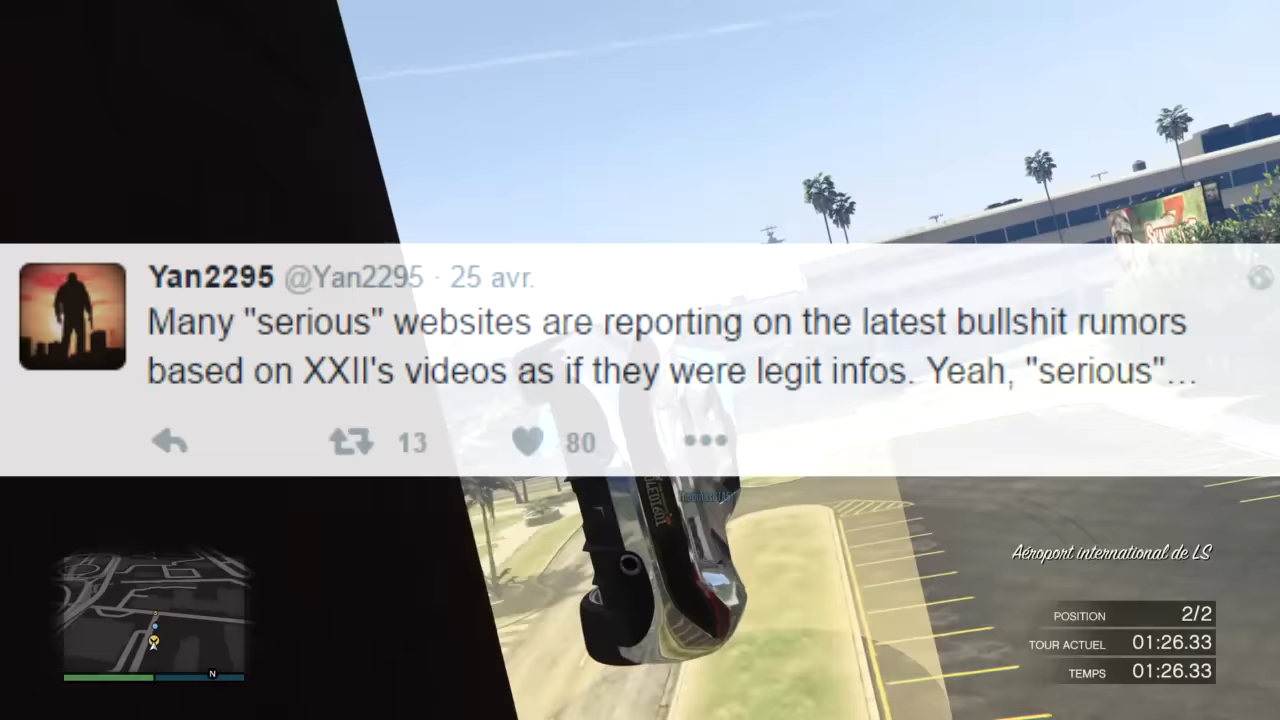 Yan2295 @Yan2295 · 25 avr.
Many "serious" websites are reporting on the latest bullshit rumors
based on XXII's videos as if they were legit infos. Yeah, "serious"...
13 80
Aéroport international de LS
POSITION 2/2
TOUR ACTUEL 01:26.33
TEMPS 01:26.33
N